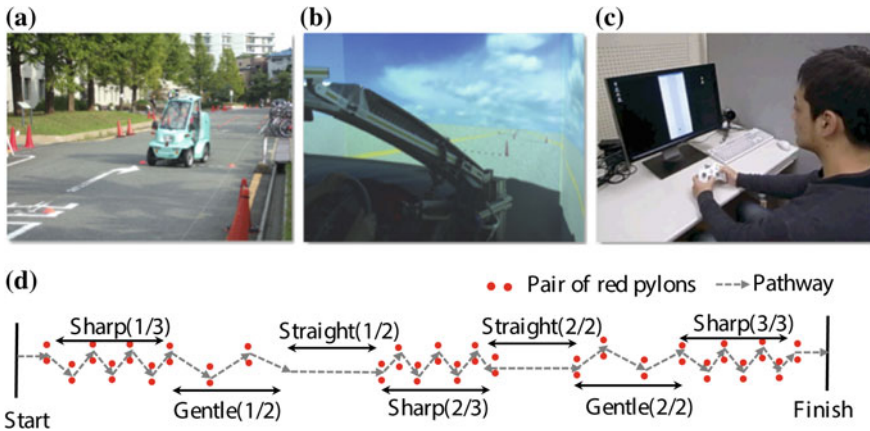 (a)
(b)
(c)
(d)
Pair of red pylons
Pathway
Sharp(1/3)
Straight(1/2)
Straight(2/2)
Sharp(3/3)
Start
Gentle(1/2)
Sharp(2/3)
Gentle(2/2)
Finish